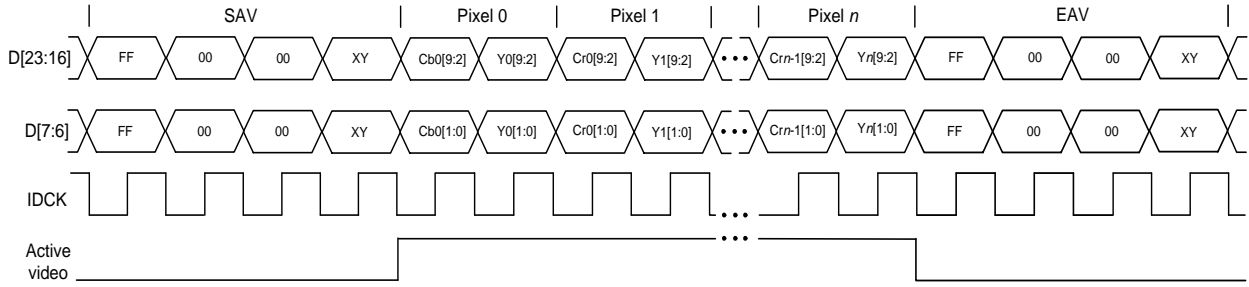 SAV Pixel 0 Pixel 1 Pixel n EAV
D[23:16] FF 00 00 XY Cb0[9:2] Y0[9:2] Cr0[9:2] Y1[9:2] ••• Crn-1[9:2] Yn[9:2] FF 00 00 XY
D[7:6] FF 00 00 XY Cb0[1:0] Y0[1:0] Cr0[1:0] Y1[1:0] ••• Crn-1[1:0] Yn[1:0] FF 00 00 XY
IDCK •••
Active •••
video